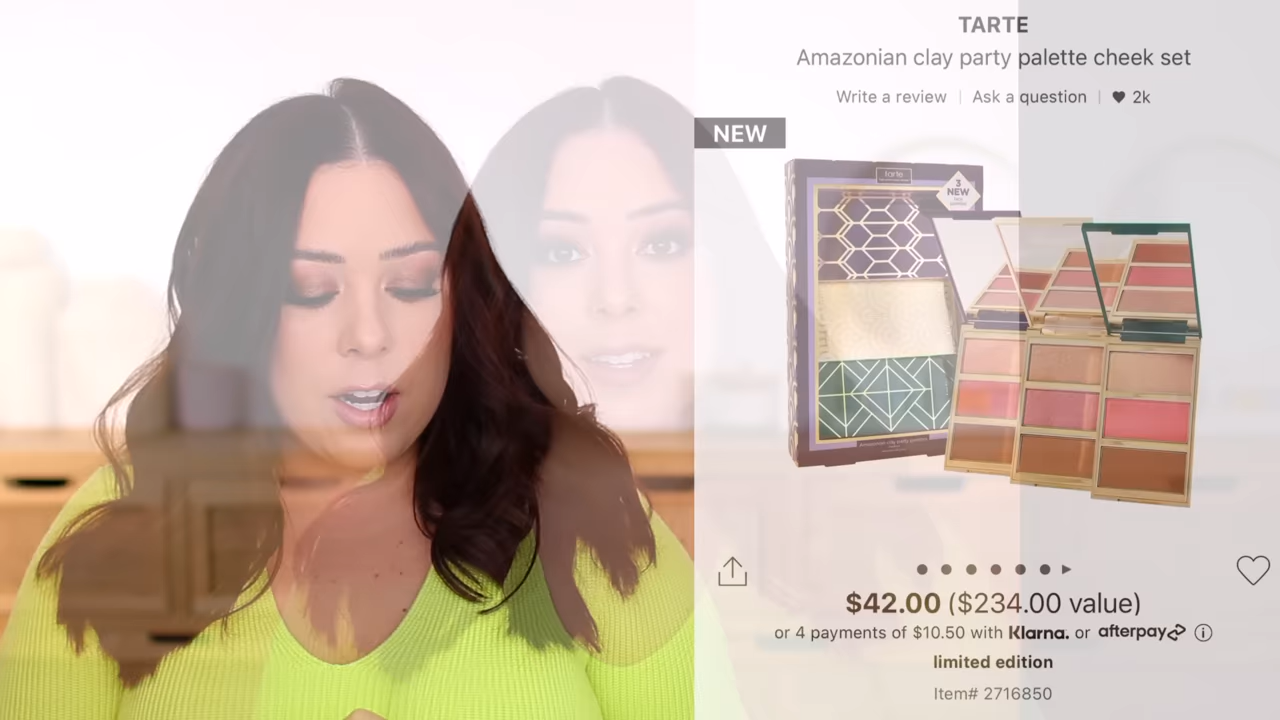 TARTE
Amazonian clay party palette cheek set
Write a review | Ask a question | ♥ 2k
NEW
tarte
3
NEW
$42.00 ($234.00 value)
or 4 payments of $10.50 with Klarna. or afterpay
limited edition
Item# 2716850